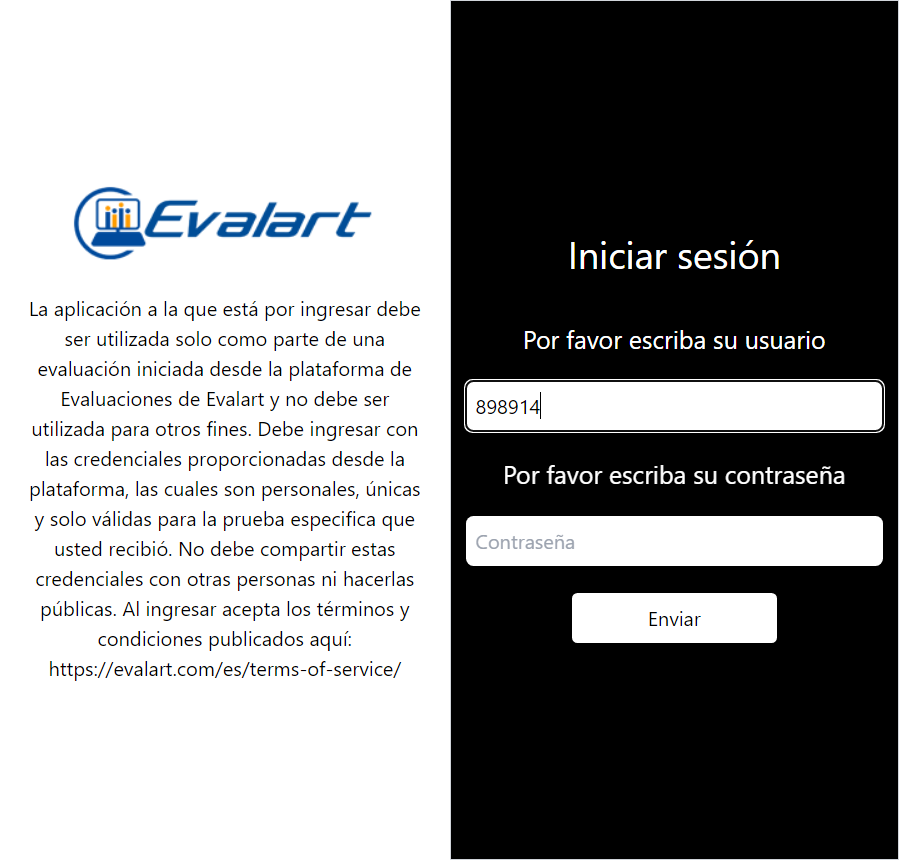 Evalart
La aplicación a la que está por ingresar debe
ser utilizada solo como parte de una
evaluación iniciada desde la plataforma de
Evaluaciones de Evalart y no debe ser
utilizada para otros fines. Debe ingresar con
las credenciales proporcionadas desde la
plataforma, las cuales son personales, únicas
y solo válidas para la prueba especifica que
usted recibió. No debe compartir estas
credenciales con otras personas ni hacerlas
públicas. Al ingresar acepta los términos y
condiciones publicados aquí:
https://evalart.com/es/terms-of-service/
Iniciar sesión
Por favor escriba su usuario
898914
Por favor escriba su contraseña
Contraseña
Enviar